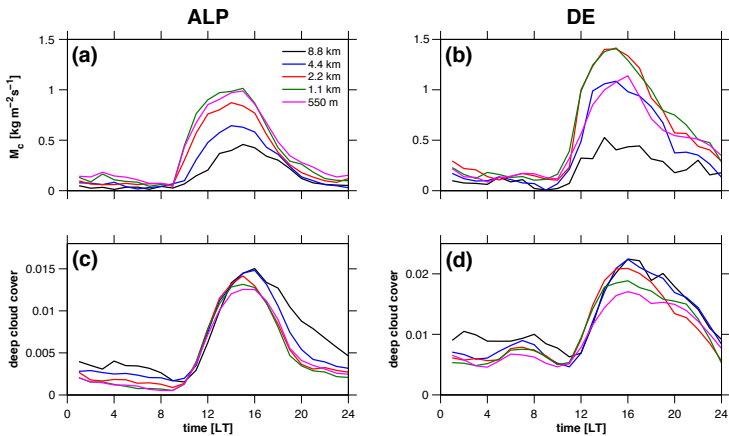 ALP DE
(a) (b)
M_c [kg m⁻²s⁻¹]
1.5 1.5
1 1
0.5 0.5
0 0
8.8 km
4.4 km
2.2 km
1.1 km
550 m
(c) (d)
deep cloud cover deep cloud cover
0.015
0.01
0.005
0
0.02
0.01
0
0 4 8 12 16 20 24
0 4 8 12 16 20 24
time [LT] time [LT]